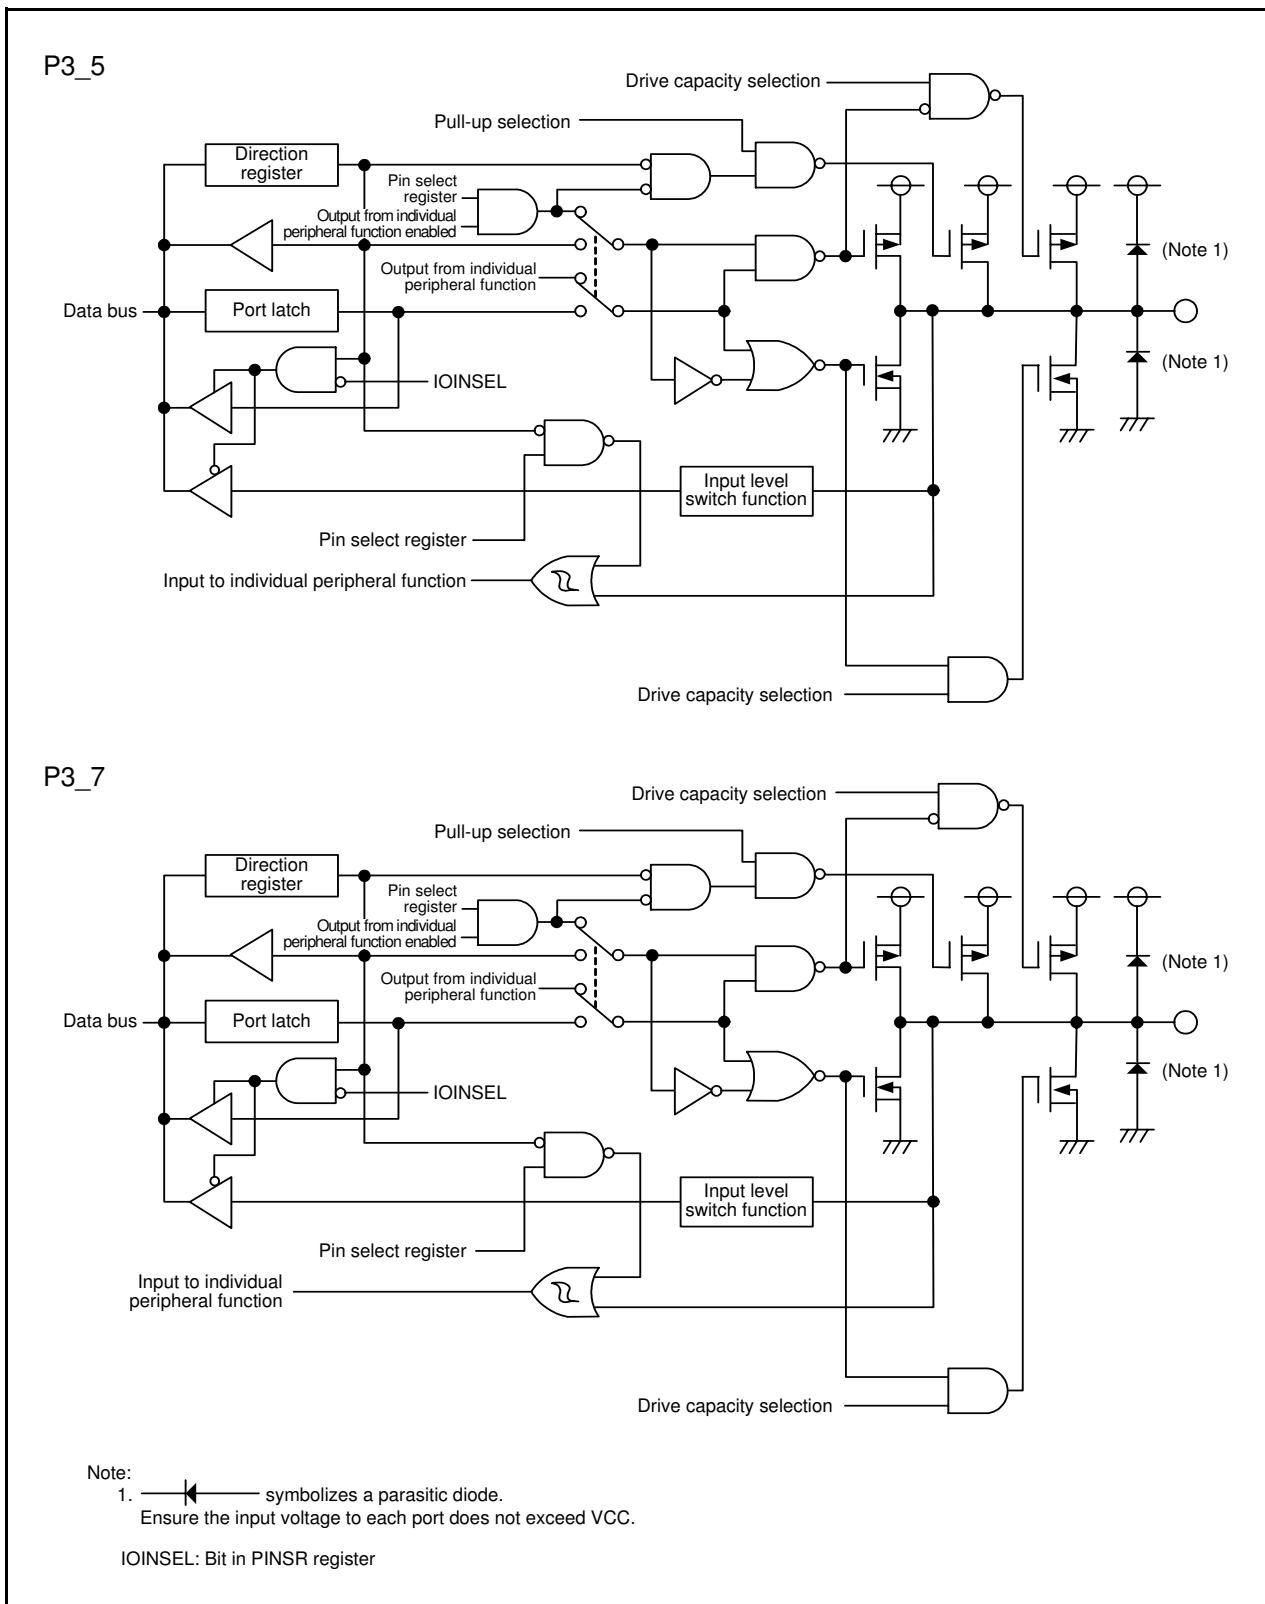 P3_5
Drive capacity selection
Pull-up selection
Direction
register
Pin select
register
Output from individual
peripheral function enabled
(Note 1)
Output from individual
peripheral function
Data bus
Port latch
(Note 1)
IOINSEL
Input level
switch function
Pin select register
Input to individual peripheral function
Drive capacity selection
P3_7
Drive capacity selection
Pull-up selection
Direction
register
Pin select
register
Output from individual
peripheral function enabled
(Note 1)
Output from individual
peripheral function
Data bus
Port latch
(Note 1)
IOINSEL
Input level
switch function
Pin select register
Input to individual
peripheral function
Drive capacity selection
Note:
1. symbolizes a parasitic diode.
Ensure the input voltage to each port does not exceed VCC.
IOINSEL: Bit in PINSR register